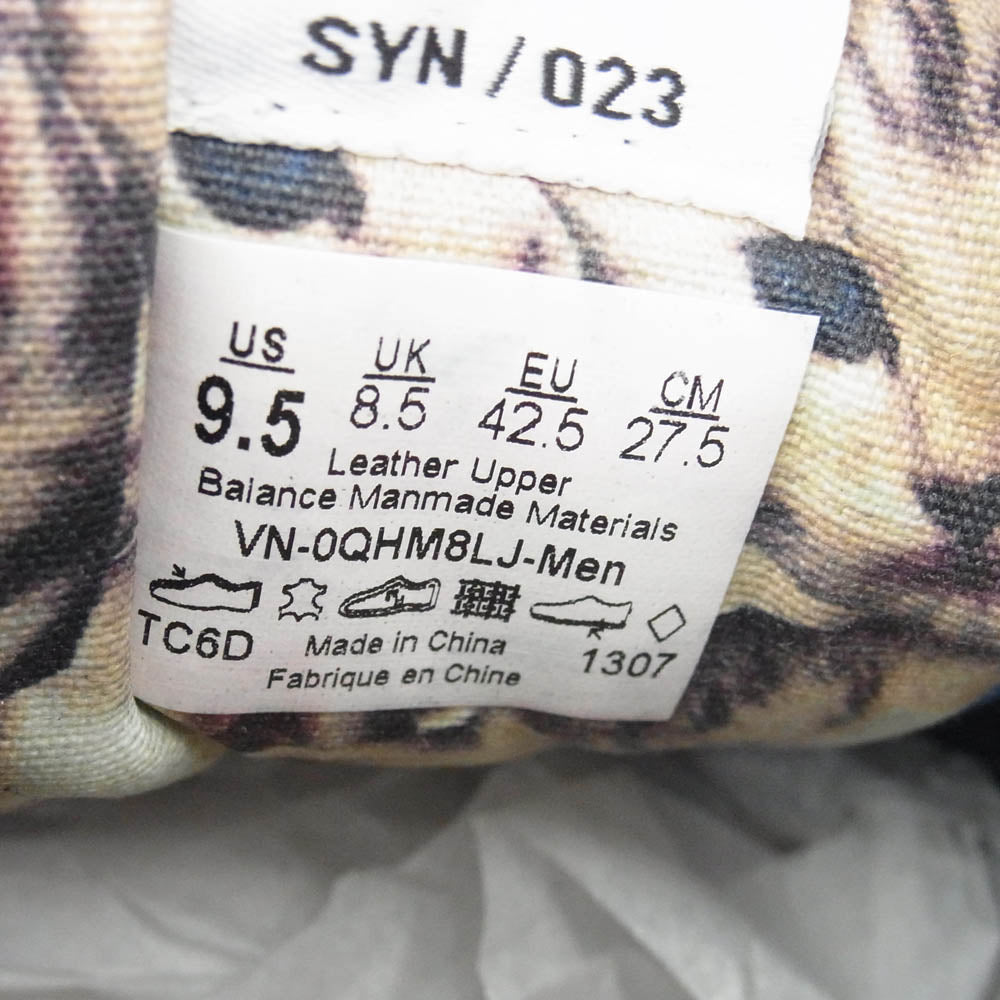 SYN / 023
US UK EU CM
9.5 8.5 42.5 27.5
Leather Upper
Balance Manmade Materials
VN-0QHM8LJ-Men
TC6D Made in China 1307
Fabrique en Chine